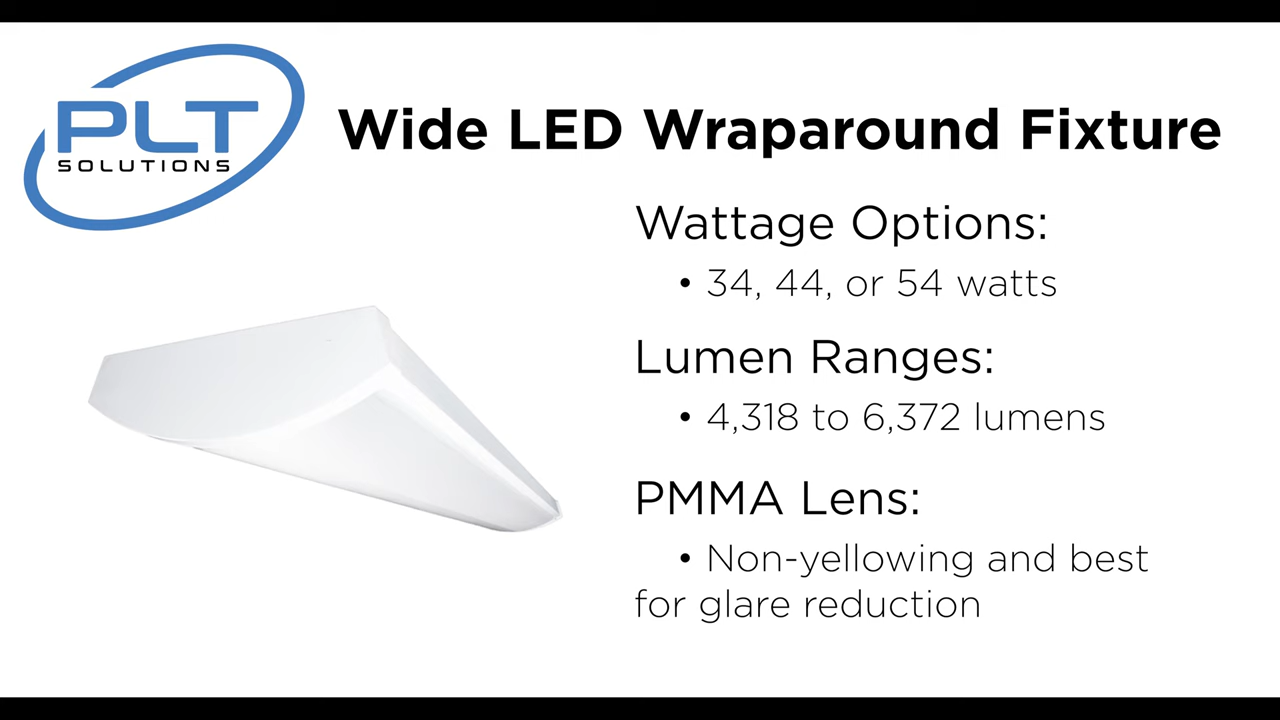 PLT
SOLUTIONS
Wide LED Wraparound Fixture
Wattage Options:
• 34, 44, or 54 watts
Lumen Ranges:
• 4,318 to 6,372 lumens
PMMA Lens:
• Non-yellowing and best
for glare reduction